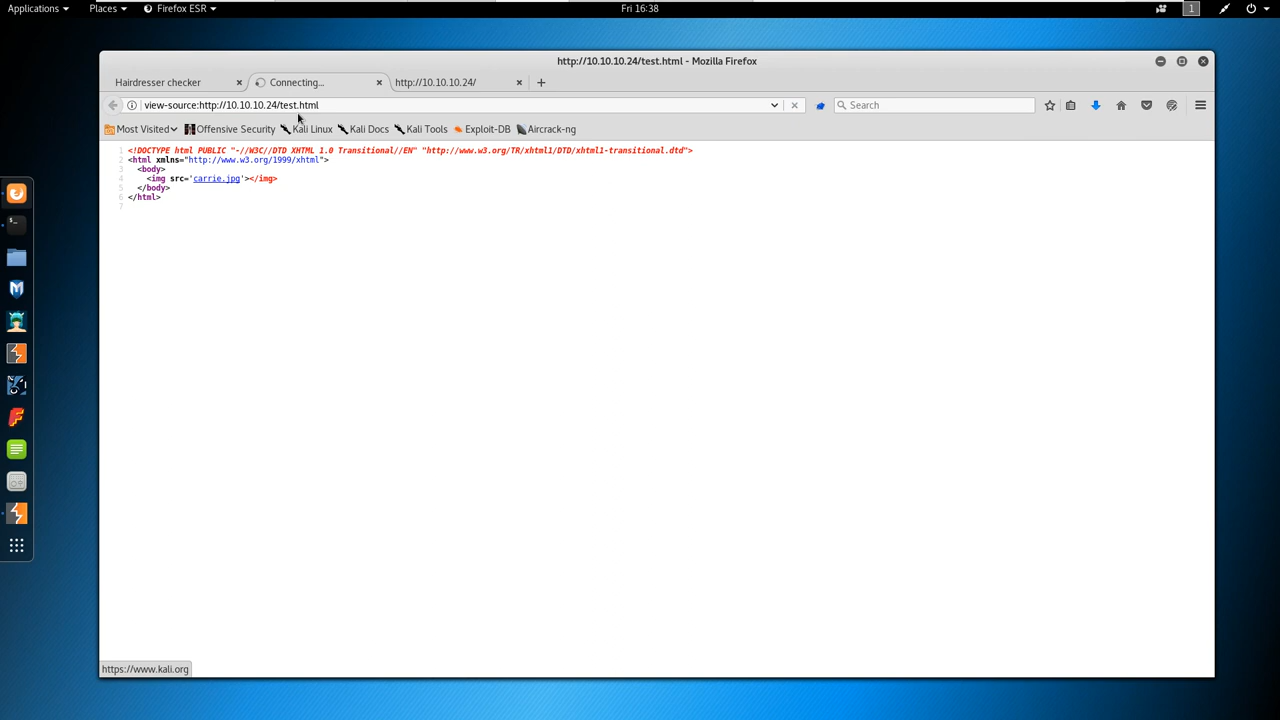 Applications Places Firefox ESR Fri 16:38 1
http://10.10.10.24/test.html - Mozilla Firefox
Hairdresser checker Connecting... http://10.10.10.24/
view-source:http://10.10.10.24/test.html Search
Most Visited Offensive Security Kali Linux Kali Docs Kali Tools Exploit-DB Aircrack-ng
1 <!DOCTYPE html PUBLIC "-//W3C//DTD XHTML 1.0 Transitional//EN" "http://www.w3.org/TR/xhtml1/DTD/xhtml1-transitional.dtd">
2 <html xmlns="http://www.w3.org/1999/xhtml">
3 <body>
4 <img src='carrie.jpg'></img>
5 </body>
6 </html>
7
https://www.kali.org